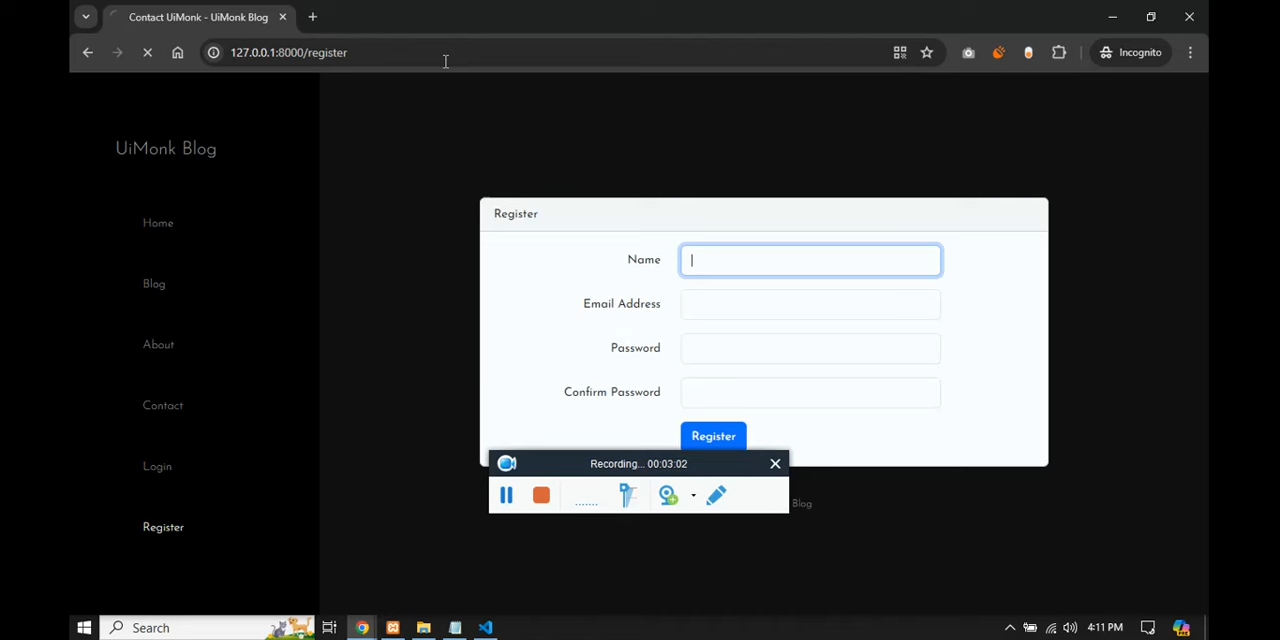 Contact UiMonk - UiMonk Blog
127.0.0.1:8000/register
Incognito
UiMonk Blog
Home
Blog
About
Contact
Login
Register
Register
Name
Email Address
Password
Confirm Password
Register
Recording... 00:03:02
Blog
Search
4:11 PM